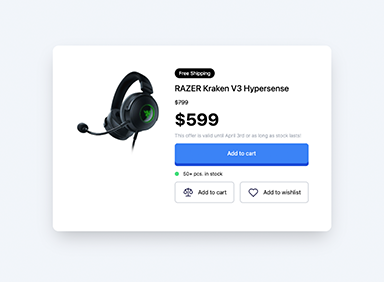 Free Shipping
RAZER Kraken V3 Hypersense
$799
$599
This offer is valid until April 3rd or as long as stock lasts!
Add to cart
50+ pcs. in stock
Add to cart
Add to wishlist